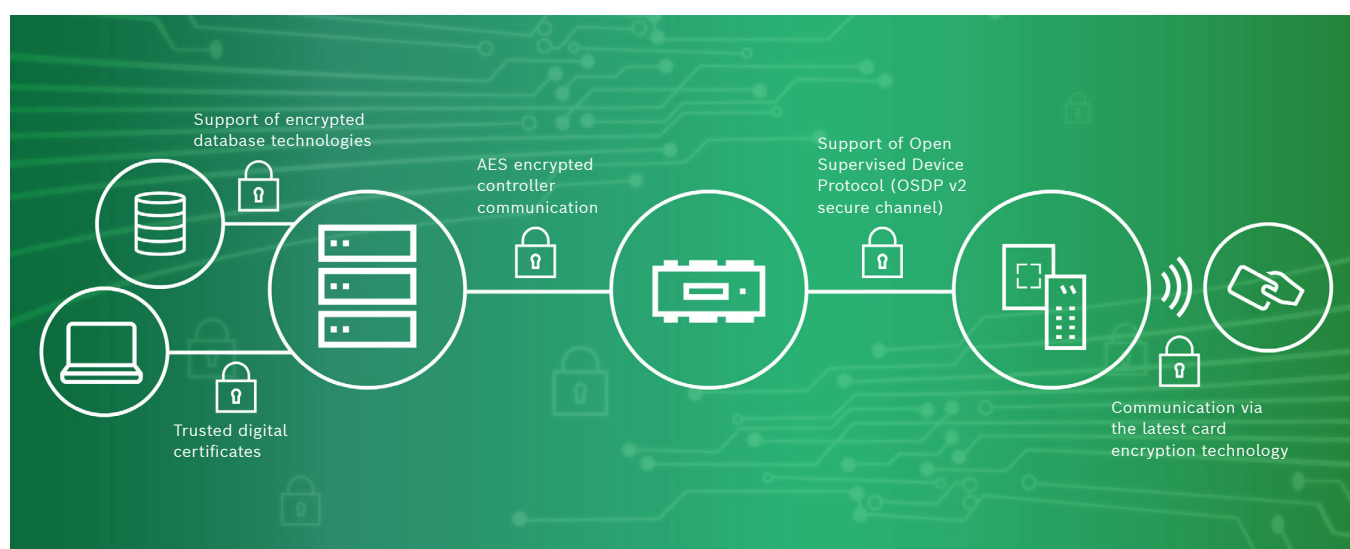 Support of encrypted
database technologies
AES encrypted
controller
communication
Support of Open
Supervised Device
Protocol (OSDP v2
secure channel)
Trusted digital
certificates
Communication via
the latest card
encryption technology